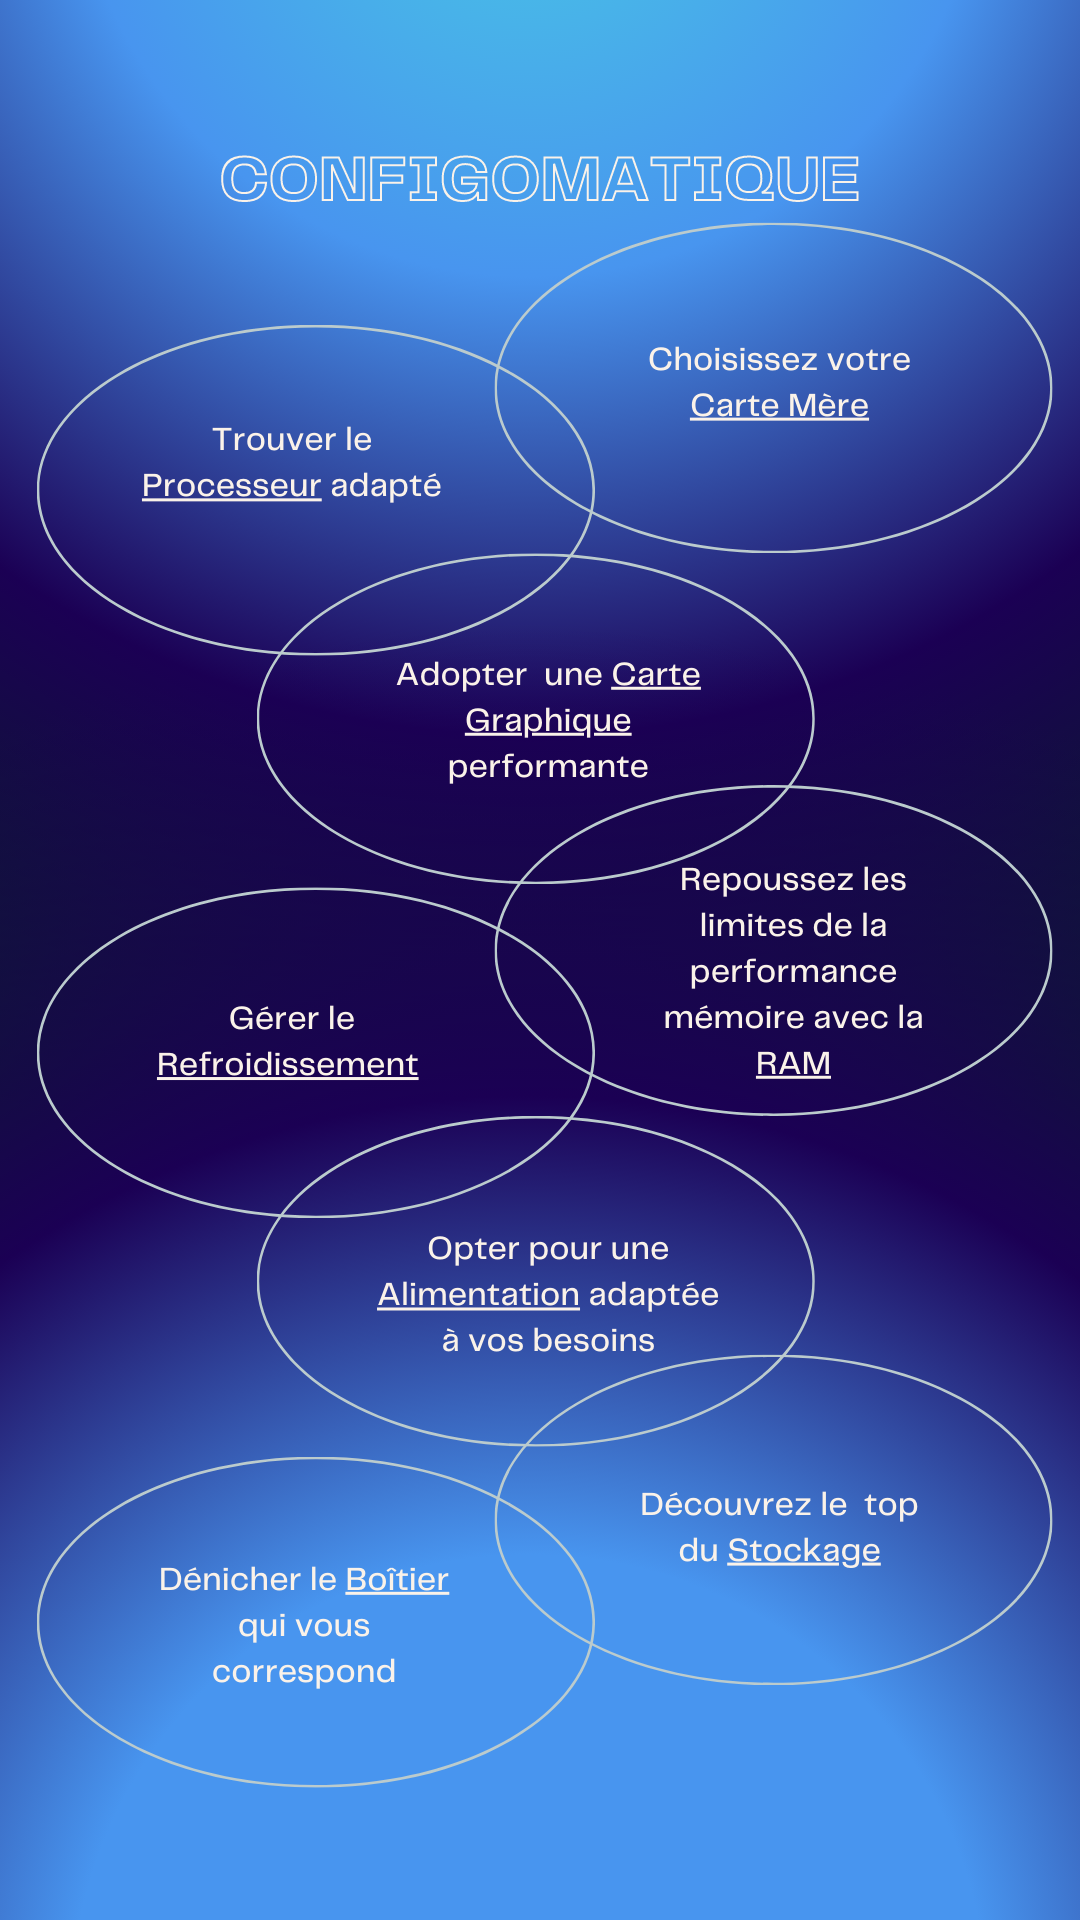 CONFIGOMATIQUE
Choisissez votre
Carte Mère
Trouver le
Processeur adapté
Adopter  une Carte
Graphique
performante
Repoussez les
limites de la
performance
mémoire avec la
RAM
Gérer le
Refroidissement
Opter pour une
Alimentation adaptée
à vos besoins
Découvrez le  top
du Stockage
Dénicher le Boîtier
qui vous
correspond